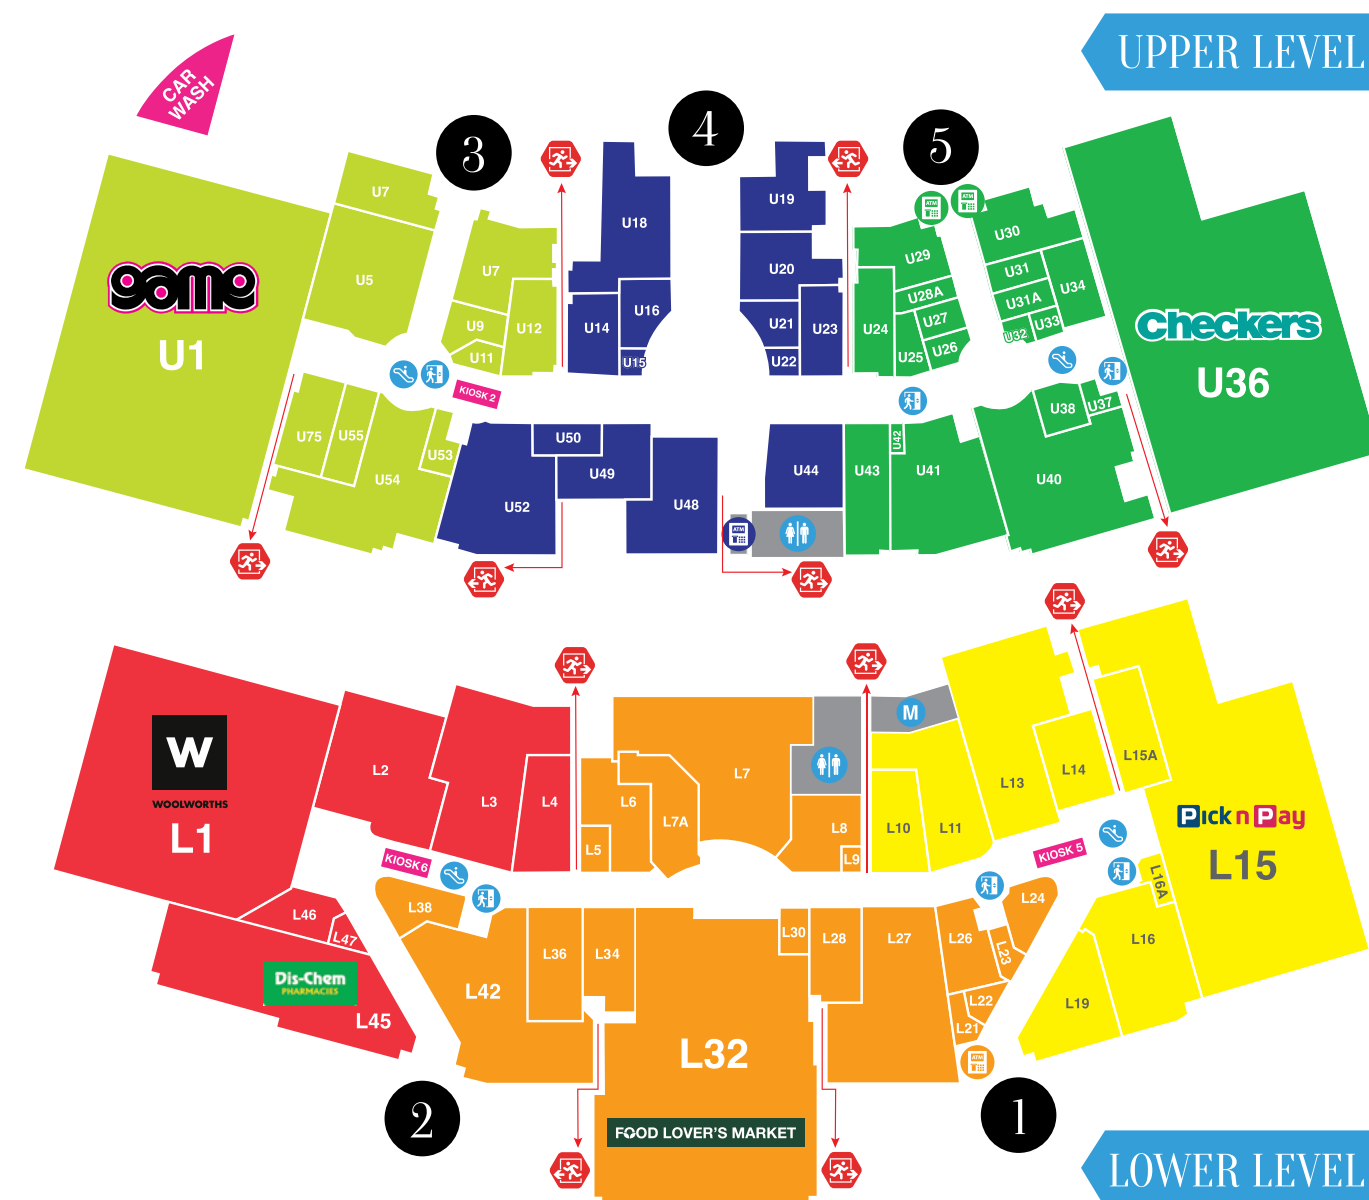 UPPER LEVEL
CAR
WASH
3
4
5
U7
U5
game
U1
U7
U9
U11
U12
U18
U16
U14
U15
U19
U20
U21
U22
U23
ATM
ATM
U29
U28A
U27
U26
U25
U24
U30
U31
U31A
U32
U33
U34
Checkers
U36
KIOSK 2
U75
U55
U54
U53
U52
U50
U49
U48
U44
ATM
U43
U42
U41
U40
U38
U37
W
WOOLWORTHS
L1
L2
L3
L4
L5
L6
L7A
L7
L8
L9
M
L10
L11
L13
L14
L15A
Pick n Pay
L15
KIOSK 6
KIOSK 5
L16A
L16
L19
L46
L47
Dis-Chem
PHARMACIES
L45
L38
L42
L36
L34
L30
L28
L27
L26
L24
L23
L22
L21
ATM
L32
FOOD LOVER'S MARKET
2
1
LOWER LEVEL